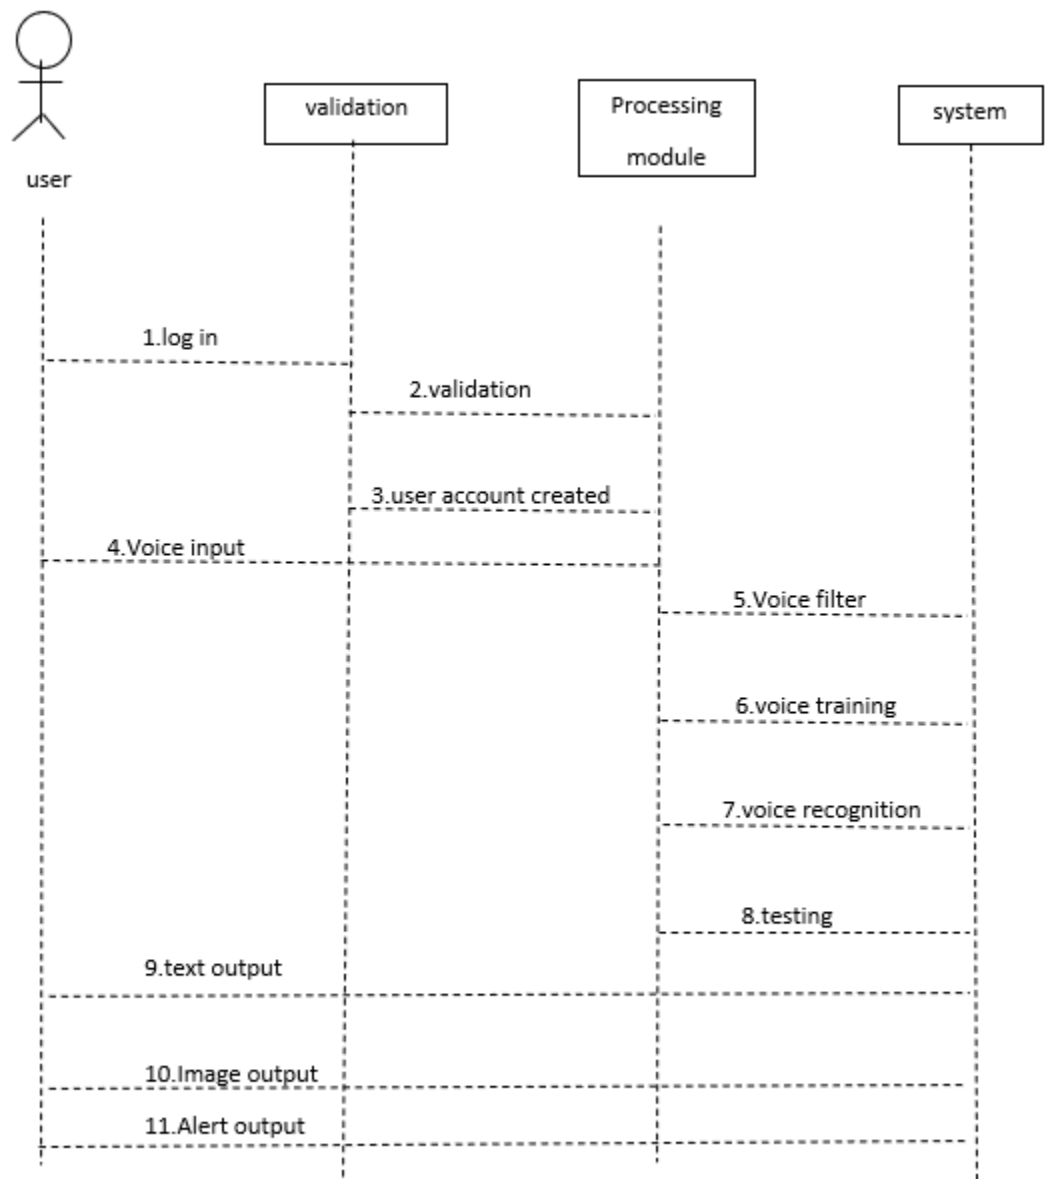 validation
Processing
module
system
user
1.log in
2.validation
3.user account created
4.Voice input
5.Voice filter
6.voice training
7.voice recognition
8.testing
9.text output
10.Image output
11.Alert output